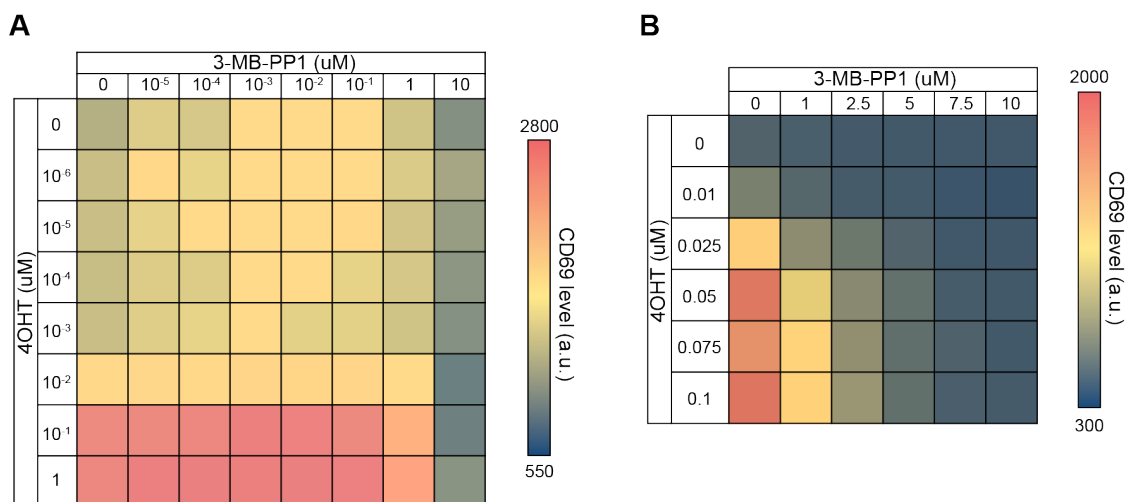 A
3-MB-PP1 (uM)
0 10⁻⁵ 10⁻⁴ 10⁻³ 10⁻² 10⁻¹ 1 10
4OHT (uM)
0
10⁻⁶
10⁻⁵
10⁻⁴
10⁻³
10⁻²
10⁻¹
1
2800
CD69 level (a.u.)
550
B
3-MB-PP1 (uM)
0 1 2.5 5 7.5 10
4OHT (uM)
0
0.01
0.025
0.05
0.075
0.1
2000
CD69 level (a.u.)
300